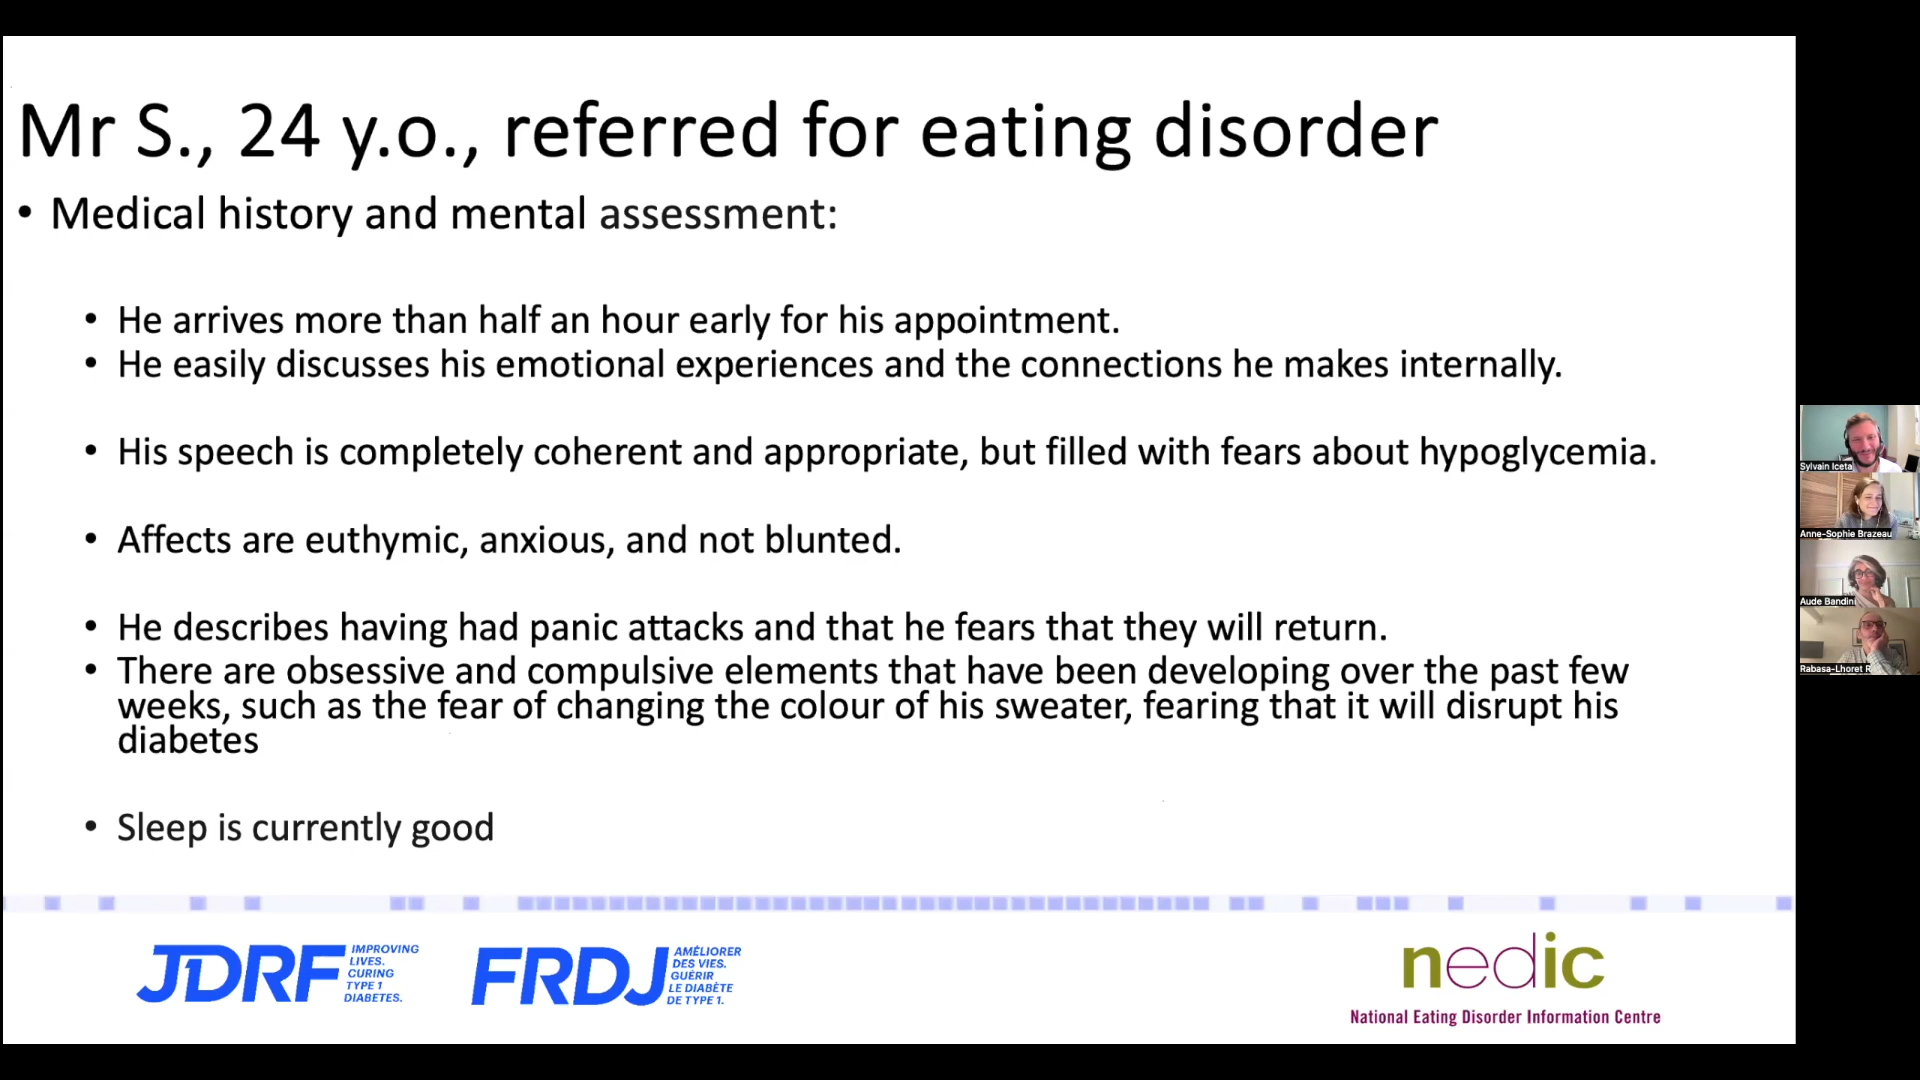 Mr S., 24 y.o., referred for eating disorder
• Medical history and mental assessment:
• He arrives more than half an hour early for his appointment.
• He easily discusses his emotional experiences and the connections he makes internally.
• His speech is completely coherent and appropriate, but filled with fears about hypoglycemia.
• Affects are euthymic, anxious, and not blunted.
• He describes having had panic attacks and that he fears that they will return.
• There are obsessive and compulsive elements that have been developing over the past few
weeks, such as the fear of changing the colour of his sweater, fearing that it will disrupt his
diabetes
• Sleep is currently good
JDRF IMPROVING
LIVES.
CURING
TYPE 1
DIABETES.
FRDJ AMÉLIORER
DES VIES.
GUÉRIR
LE DIABÈTE
DE TYPE 1.
nedic
National Eating Disorder Information Centre
Sylvain Iceta
Anne-Sophie Brazeau
Aude Bandini
Rabasa-Lhoret R